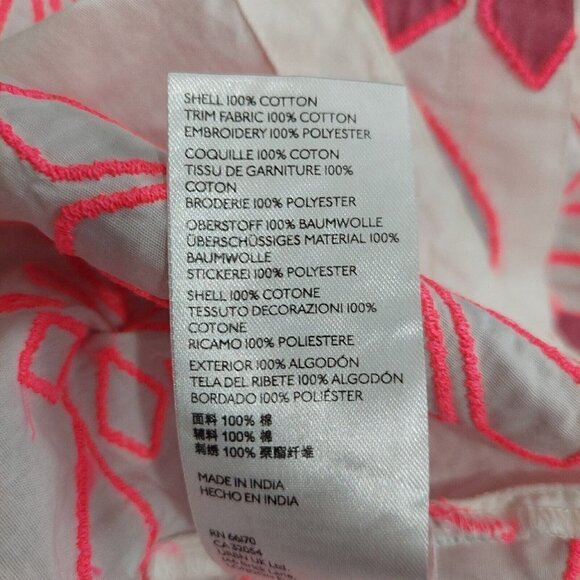 SHELL 100% COTTON
TRIM FABRIC 100% COTTON
EMBROIDERY 100% POLYESTER
COQUILLE 100% COTON
TISSU DE GARNITURE 100%
COTON
BRODERIE 100% POLYESTER
OBERSTOFF 100% BAUMWOLLE
ÜBERSCHÜSSIGES MATERIAL 100%
BAUMWOLLE
STICKEREI 100% POLYESTER
SHELL 100% COTONE
TESSUTO DECORAZIONI 100%
COTONE
RICAMO 100% POLIESTERE
EXTERIOR 100% ALGODÓN
TELA DEL RIBETE 100% ALGODÓN
BORDADO 100% POLIÉSTER
面料 100% 棉
辅料 100% 棉
刺绣 100% 聚酯纤维
MADE IN INDIA
HECHO EN INDIA
RN 66170
CA 32054
URBN UK Ltd.
Lane